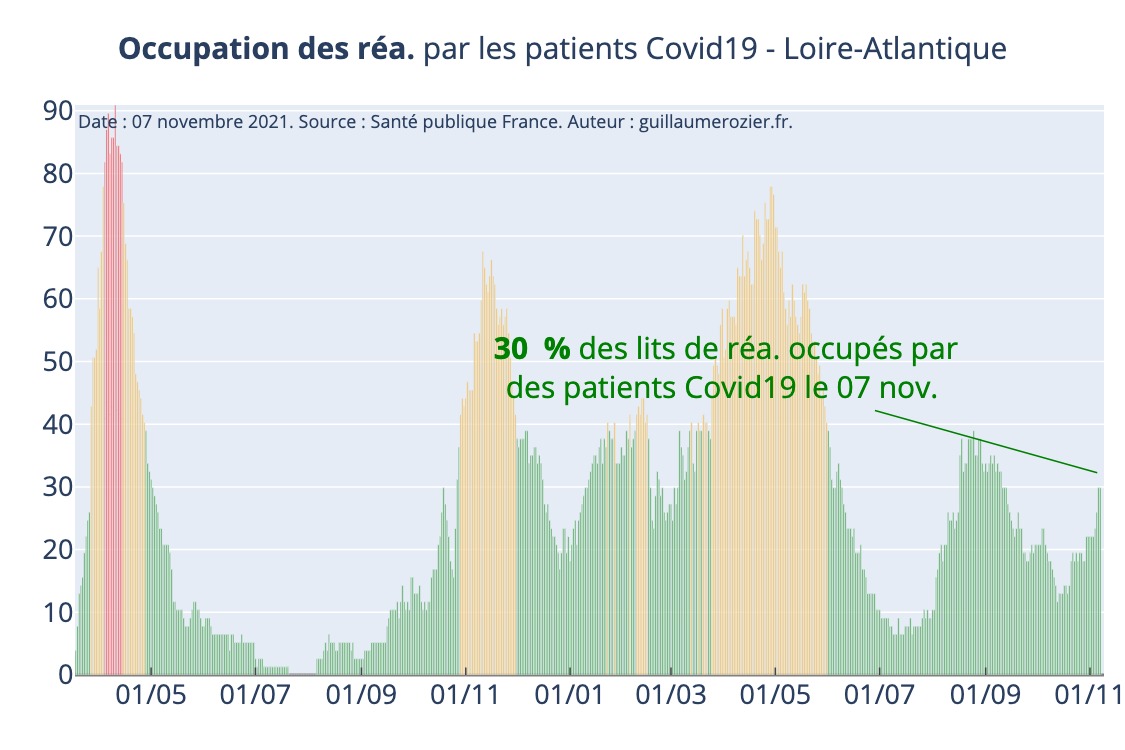 Occupation des réa. par les patients Covid19 - Loire-Atlantique
90
Date : 07 novembre 2021. Source : Santé publique France. Auteur : guillaumerozier.fr.
80
70
60
50
40
30
20
10
0
30 % des lits de réa. occupés par
des patients Covid19 le 07 nov.
01/05 01/07 01/09 01/11 01/01 01/03 01/05 01/07 01/09 01/11